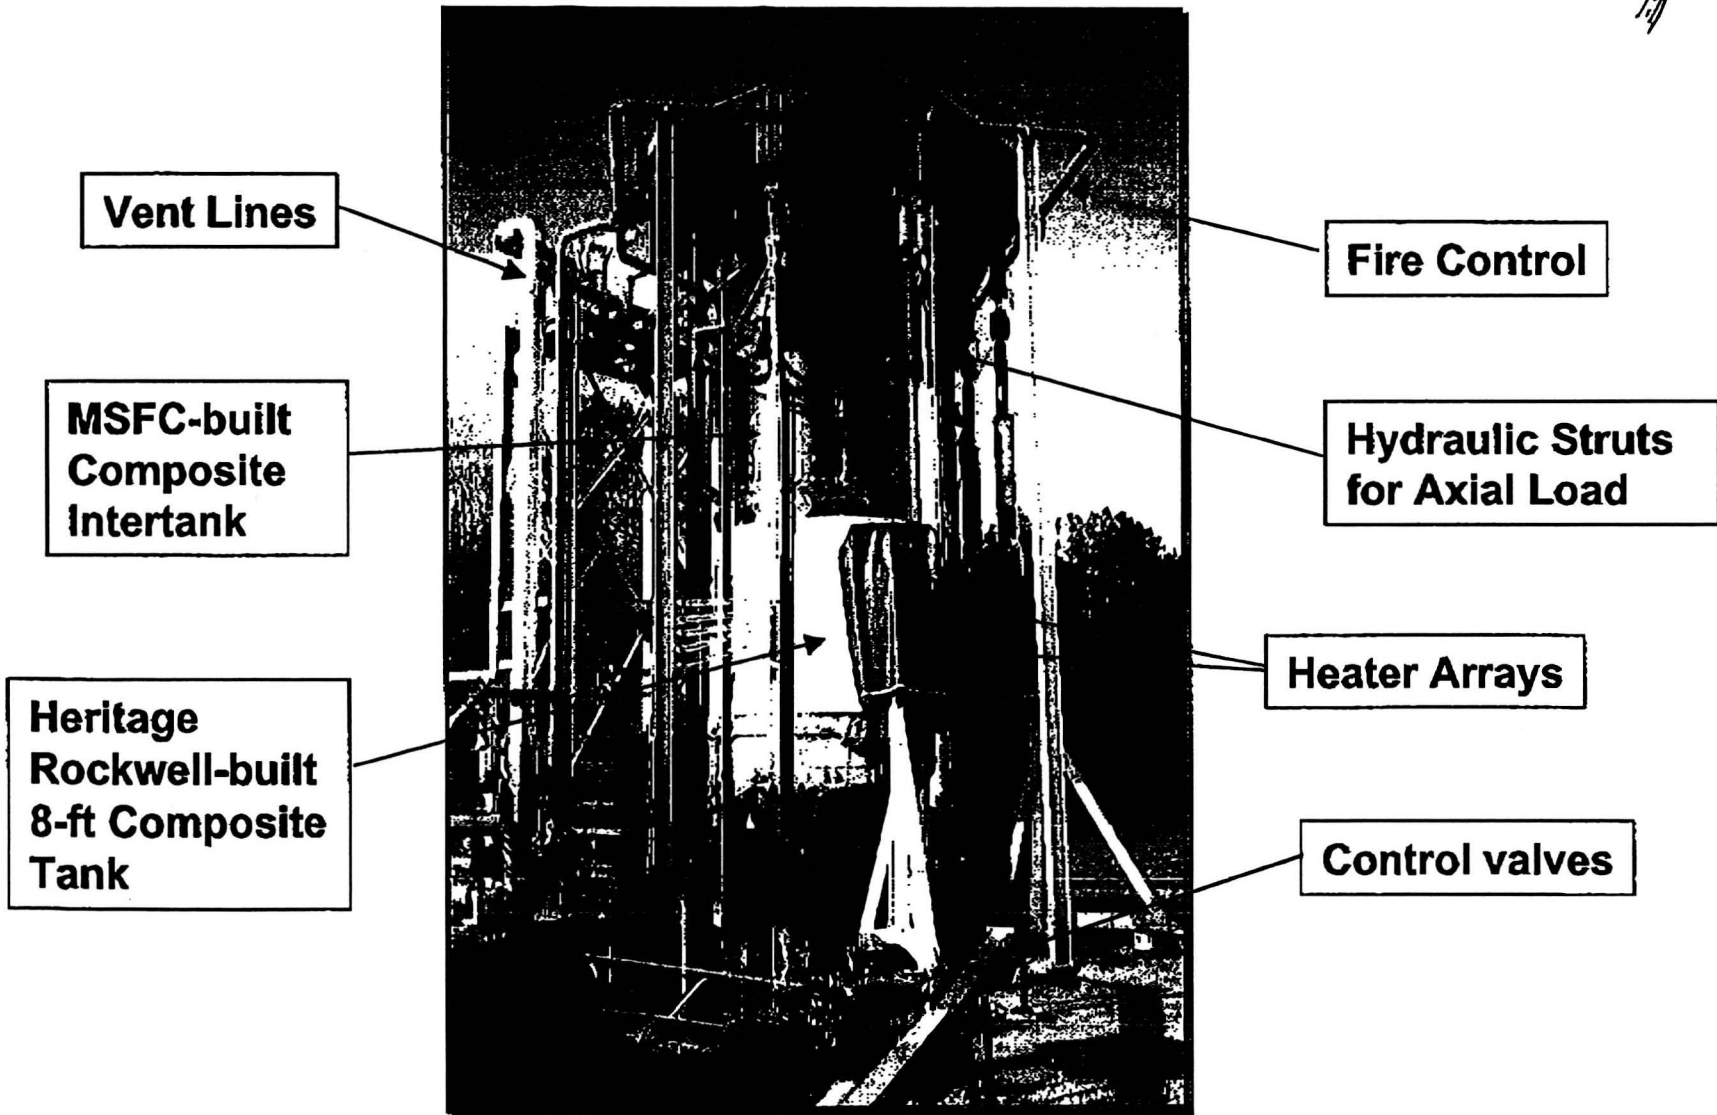 Vent Lines
MSFC-built
Composite
Intertank
Heritage
Rockwell-built
8-ft Composite
Tank
Fire Control
Hydraulic Struts
for Axial Load
Heater Arrays
Control valves